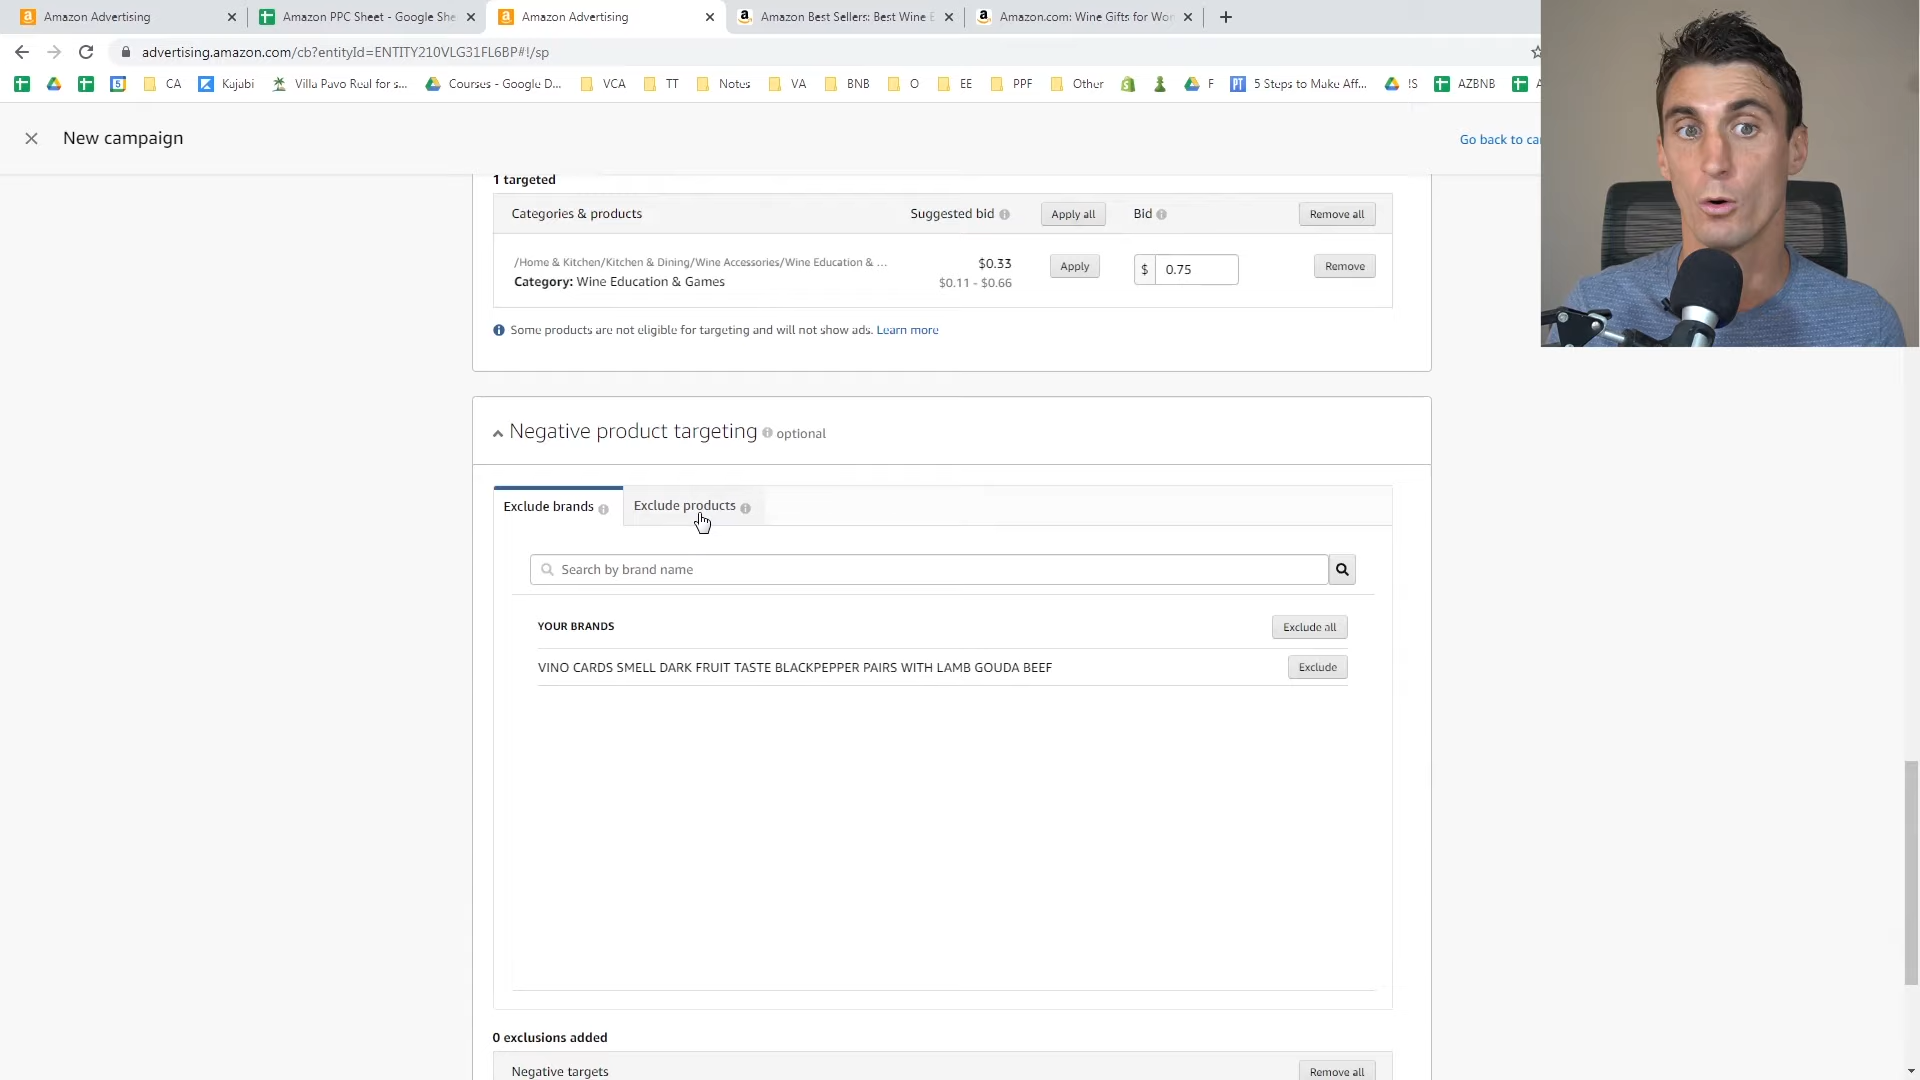 Amazon Advertising
Amazon PPC Sheet - Google She
Amazon Advertising
Amazon Best Sellers: Best Wine E
Amazon.com: Wine Gifts for Wor
advertising.amazon.com/cb?entityId=ENTITY210VLG31FL6BP#!/sp
CA
Kajabi
Villa Pavo Real for s...
Courses - Google D...
VCA
TT
Notes
VA
BNB
O
EE
PPF
Other
F
5 Steps to Make Aff...
!S
AZBNB
New campaign
Go back to ca
1 targeted
Categories & products
Suggested bid
Apply all
Bid
Remove all
/Home & Kitchen/Kitchen & Dining/Wine Accessories/Wine Education & ...
Category: Wine Education & Games
$0.33
$0.11 - $0.66
Apply
$ 0.75
Remove
Some products are not eligible for targeting and will not show ads. Learn more
Negative product targeting optional
Exclude brands
Exclude products
Search by brand name
YOUR BRANDS
Exclude all
VINO CARDS SMELL DARK FRUIT TASTE BLACKPEPPER PAIRS WITH LAMB GOUDA BEEF
Exclude
0 exclusions added
Negative targets
Remove all